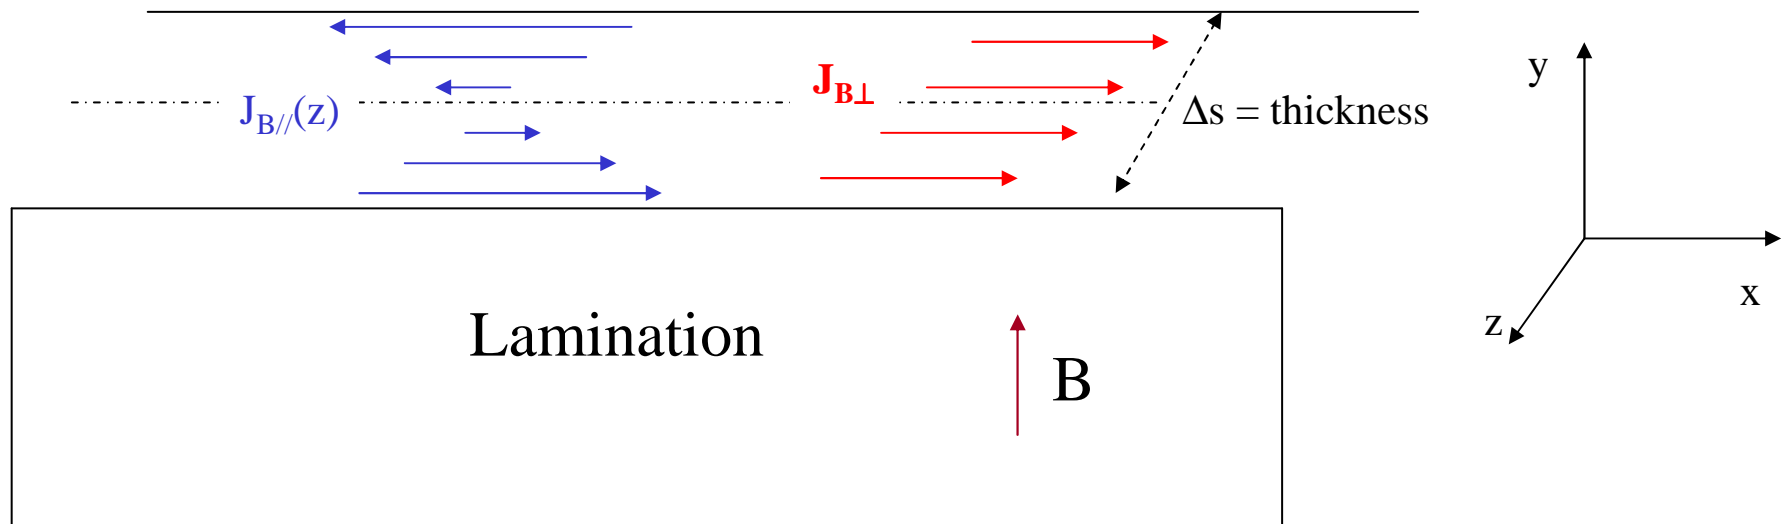 y
J_B//(z)
J_B⊥
Δs = thickness
x
z
Lamination
B